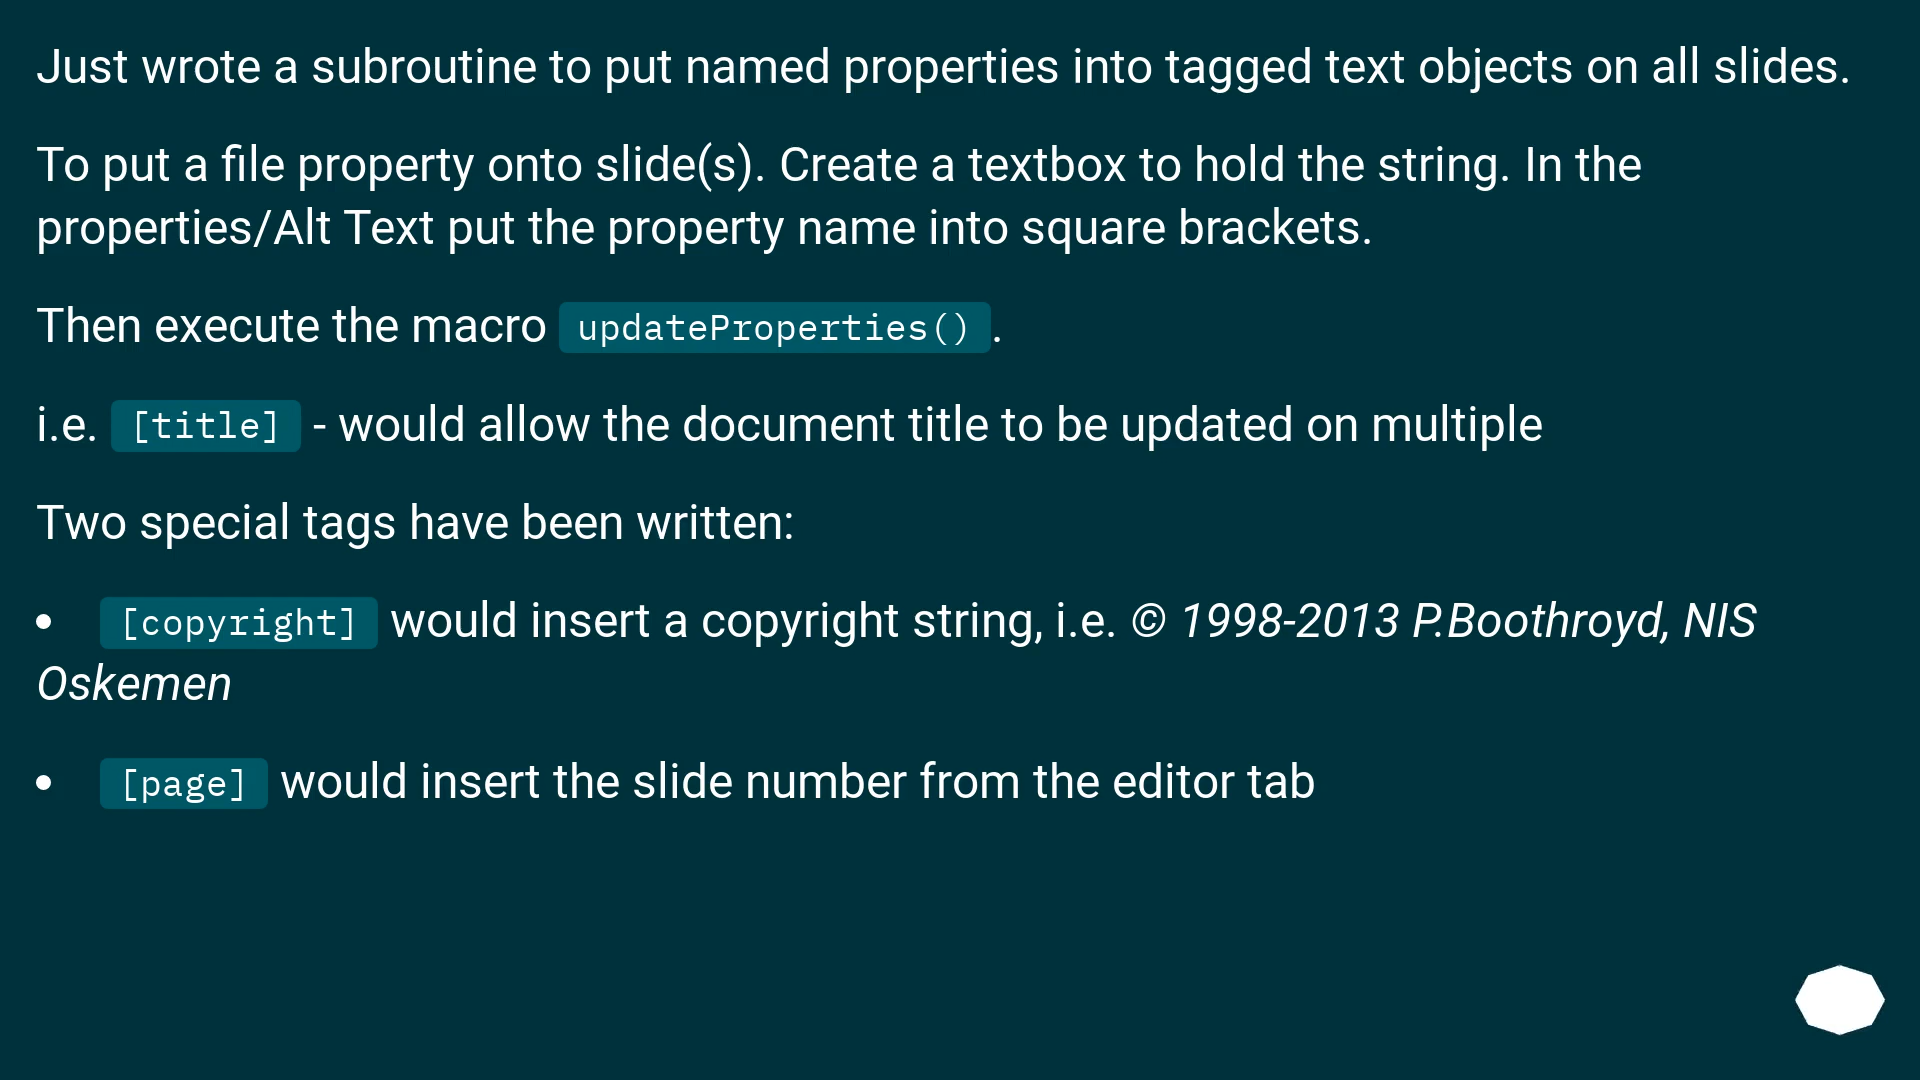 Just wrote a subroutine to put named properties into tagged text objects on all slides.
To put a file property onto slide(s). Create a textbox to hold the string. In the
properties/Alt Text put the property name into square brackets.
Then execute the macro updateProperties().
i.e. [title] - would allow the document title to be updated on multiple
Two special tags have been written:
• [copyright] would insert a copyright string, i.e. © 1998-2013 P.Boothroyd, NIS
Oskemen
• [page] would insert the slide number from the editor tab